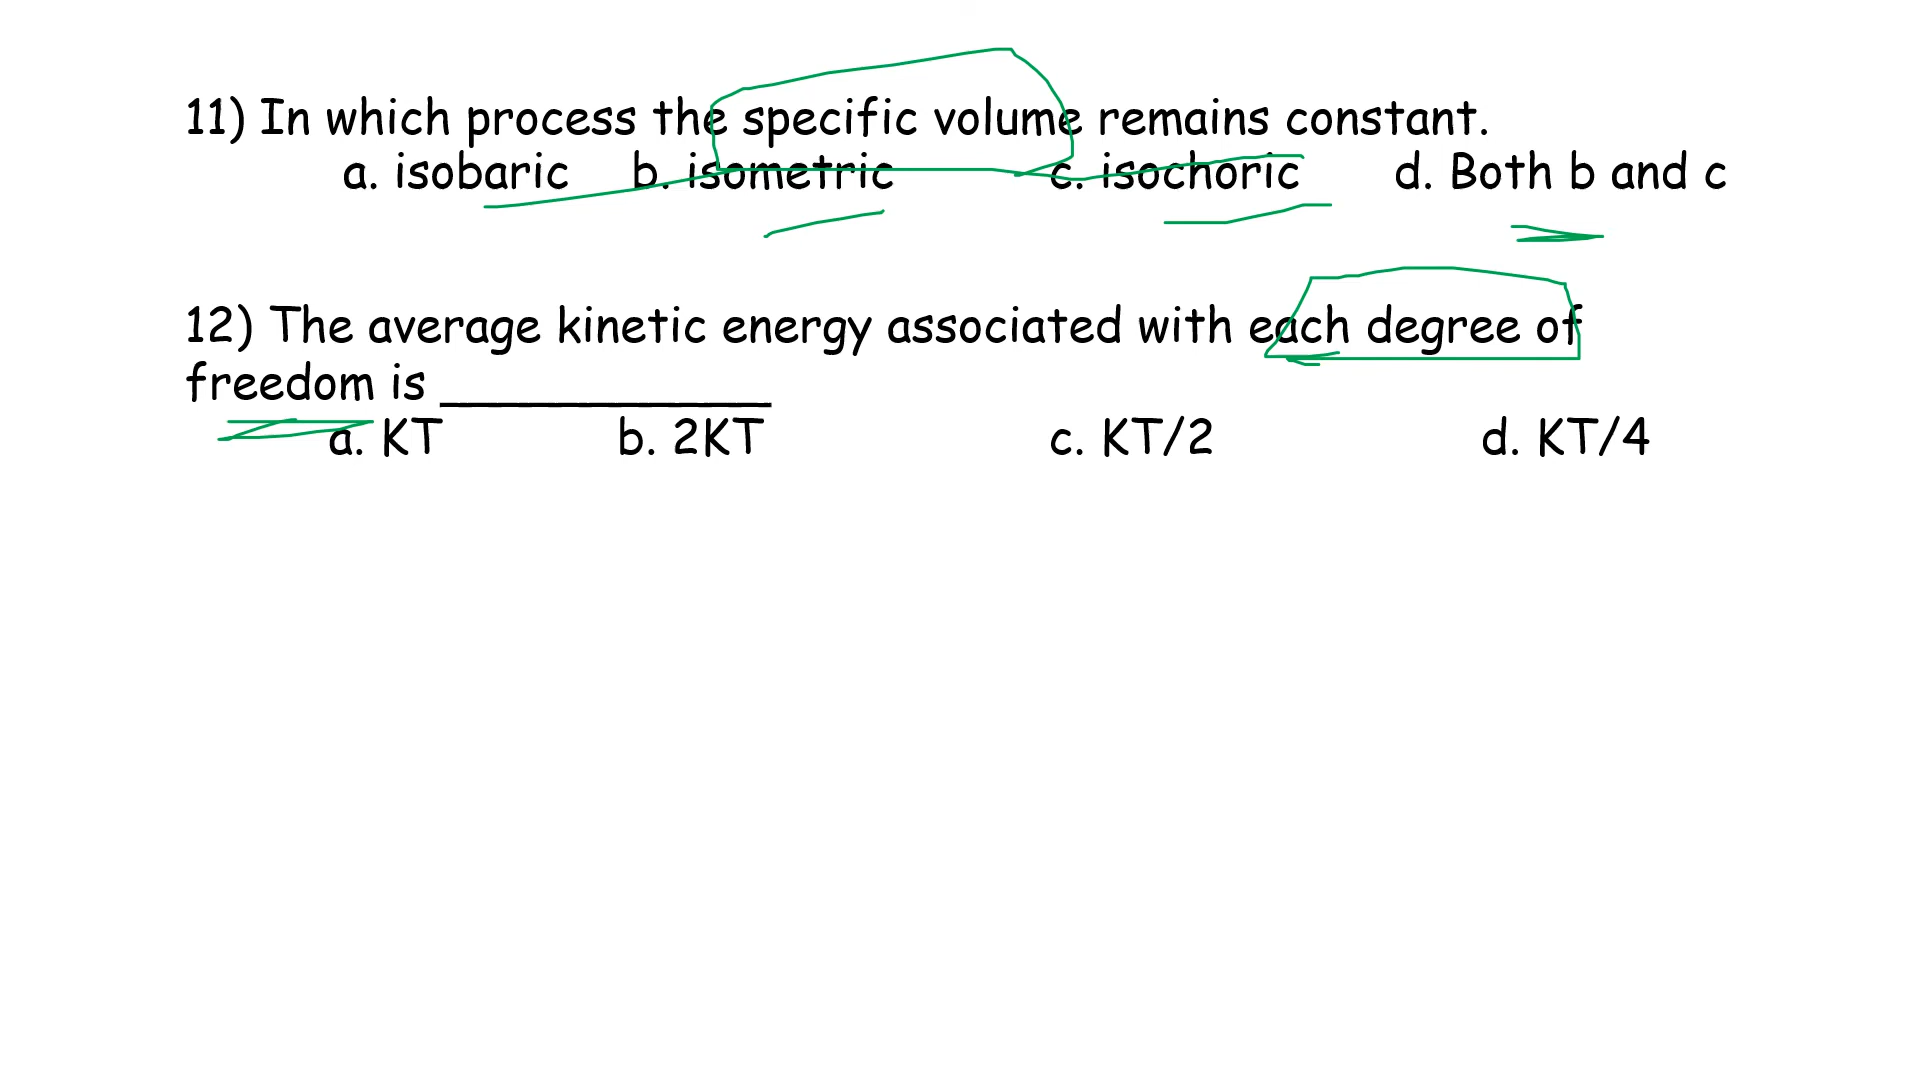 11) In which process the specific volume remains constant.
a. isobaric b. isometric c. isochoric d. Both b and c
12) The average kinetic energy associated with each degree of
freedom is _____________
a. KT b. 2KT c. KT/2 d. KT/4